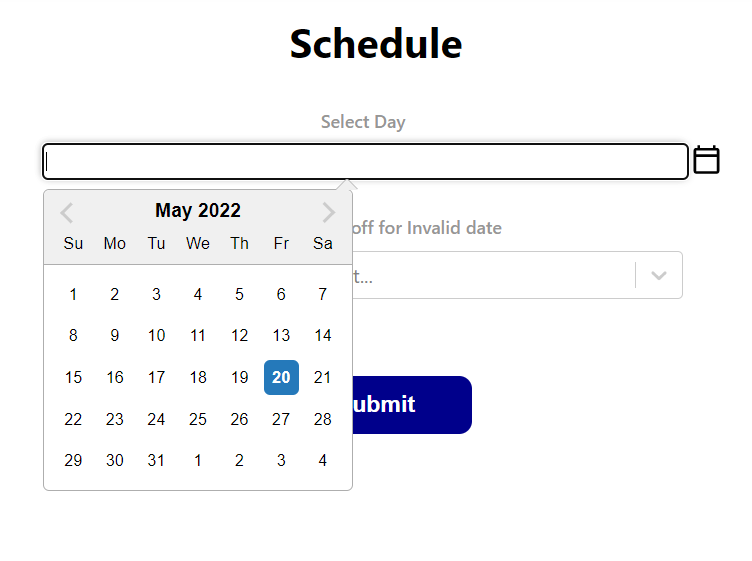 Schedule
Select Day
May 2022
off for Invalid date
Su Mo Tu We Th Fr Sa
t...
1 2 3 4 5 6 7
8 9 10 11 12 13 14
15 16 17 18 19 20 21
ubmit
22 23 24 25 26 27 28
29 30 31 1 2 3 4